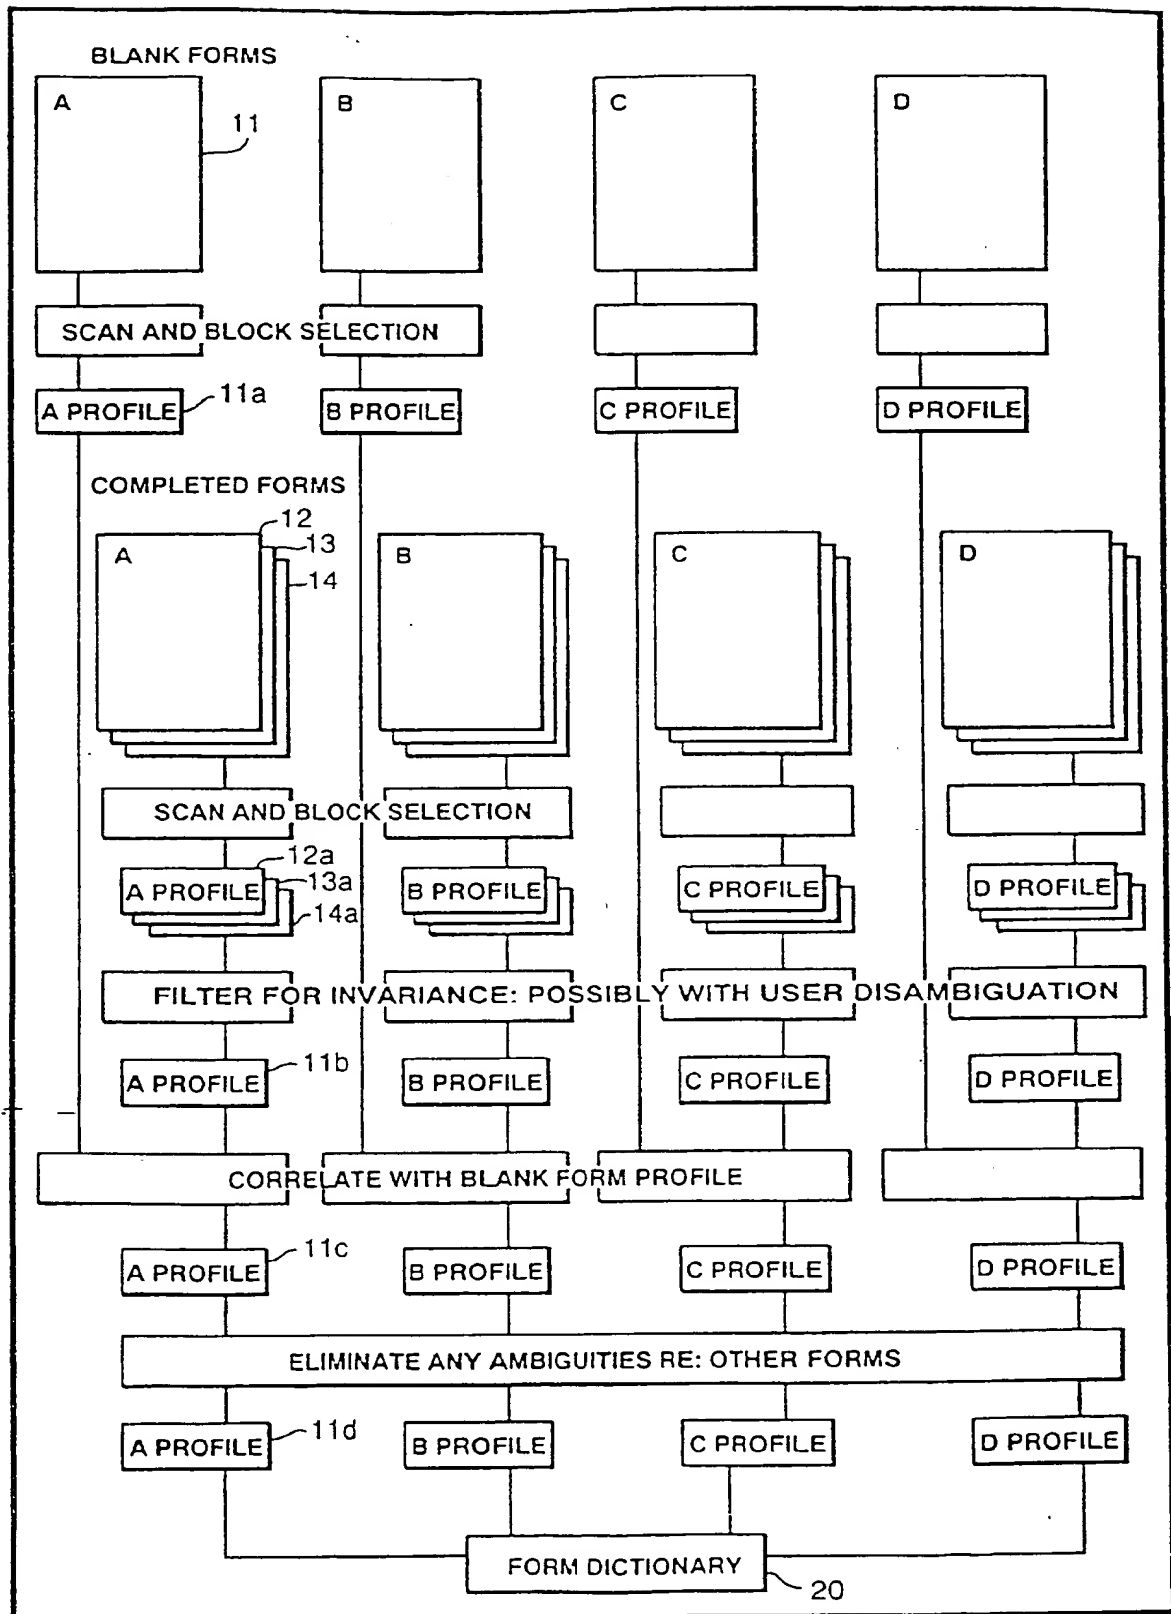 BLANK FORMS
A B C D
11
SCAN AND BLOCK SELECTION
A PROFILE 11a B PROFILE C PROFILE D PROFILE
COMPLETED FORMS
12
A 13 B C D
14
SCAN AND BLOCK SELECTION
12a
A PROFILE 13a B PROFILE C PROFILE D PROFILE
14a
FILTER FOR INVARIANCE: POSSIBLY WITH USER DISAMBIGUATION
A PROFILE 11b B PROFILE C PROFILE D PROFILE
CORRELATE WITH BLANK FORM PROFILE
A PROFILE 11c B PROFILE C PROFILE D PROFILE
ELIMINATE ANY AMBIGUITIES RE: OTHER FORMS
A PROFILE 11d B PROFILE C PROFILE D PROFILE
FORM DICTIONARY
20